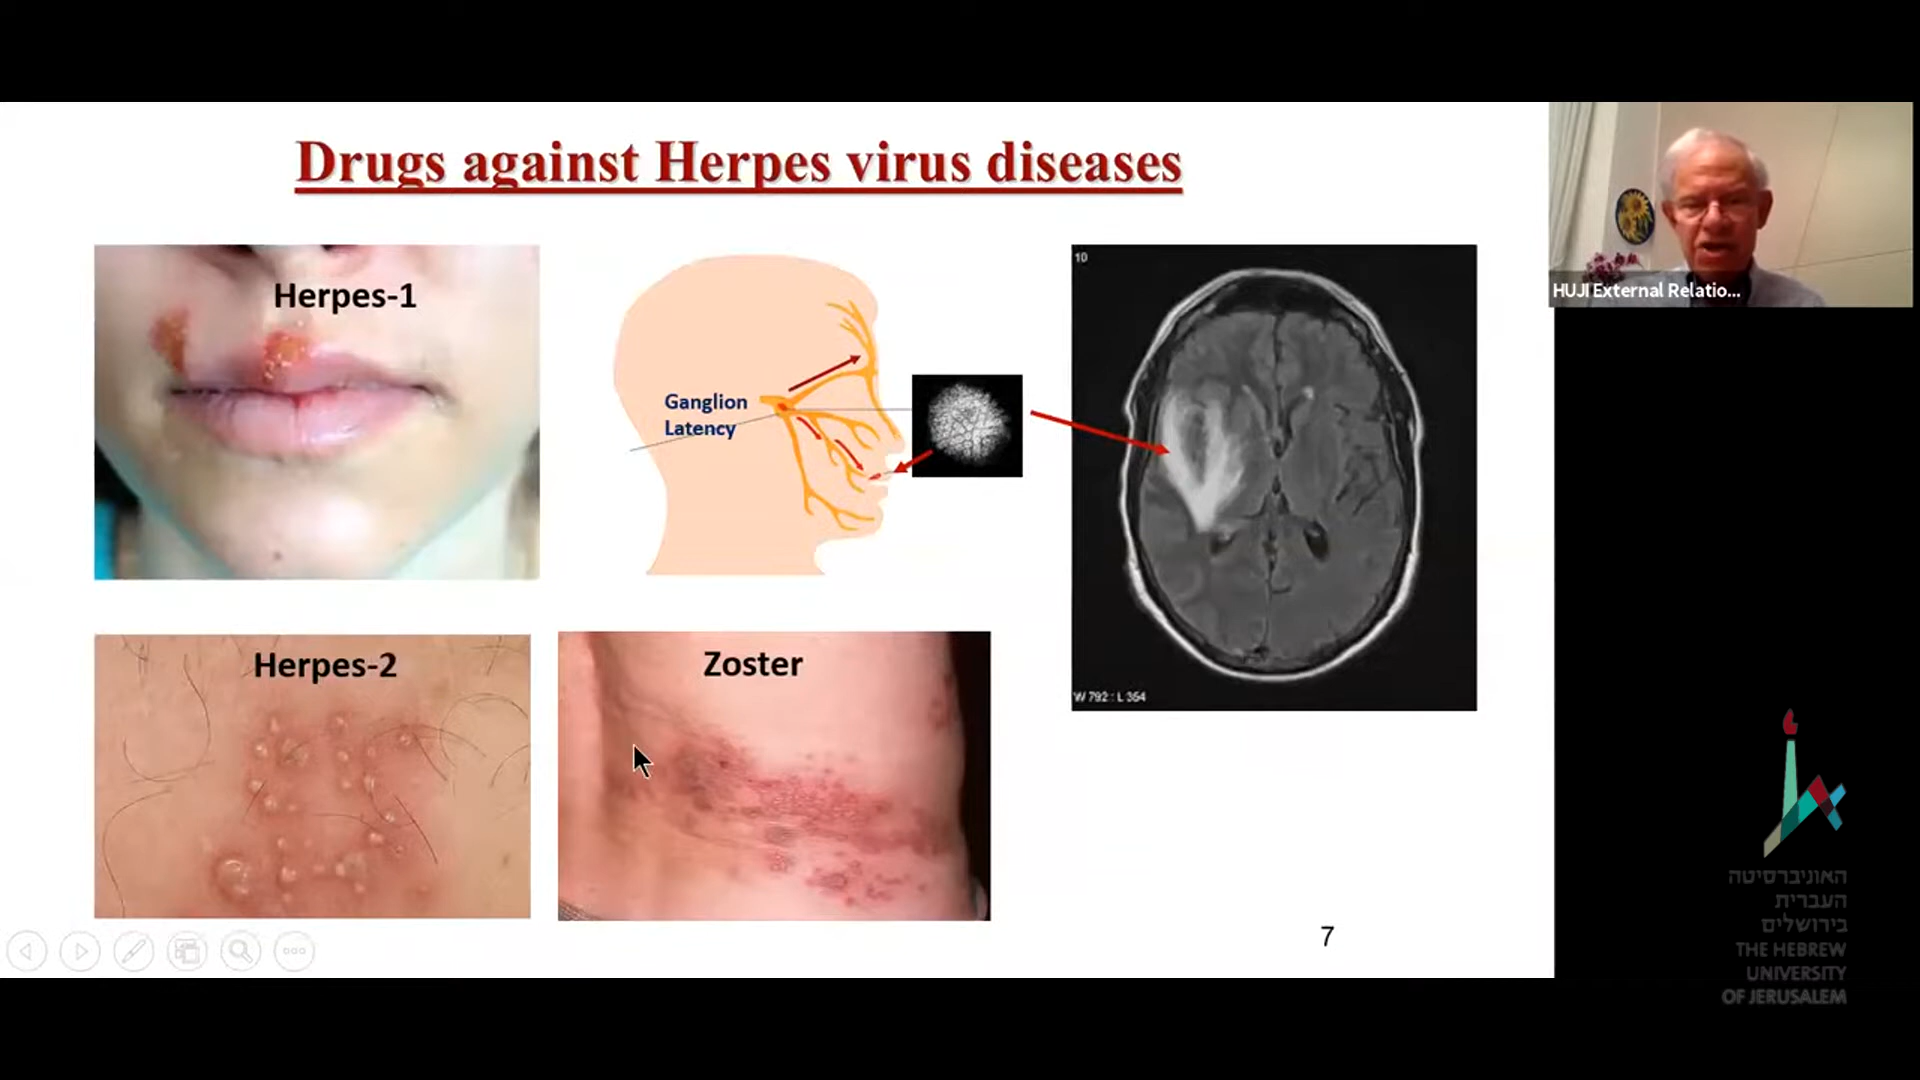 Drugs against Herpes virus diseases
HUJI External Relatio...
Herpes-1
Ganglion
Latency
10
W 792 : L 354
Herpes-2
Zoster
7
האוניברסיטה
העברית
בירושלים
THE HEBREW
UNIVERSITY
OF JERUSALEM